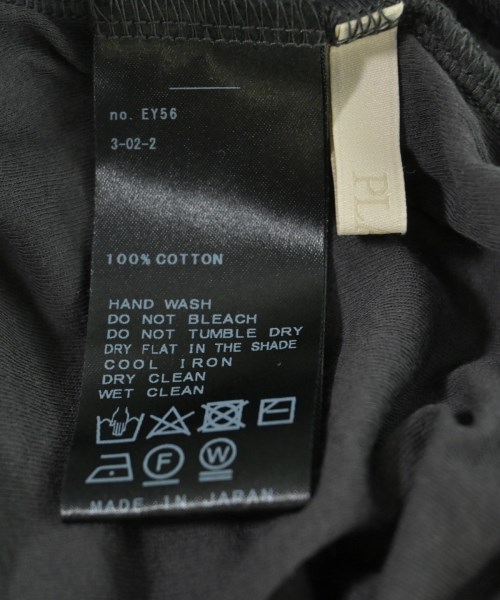 no. EY56
3-02-2
100% COTTON
HAND WASH
DO NOT BLEACH
DO NOT TUMBLE DRY
DRY FLAT IN THE SHADE
COOL IRON
DRY CLEAN
WET CLEAN
F W
MADE IN JAPAN